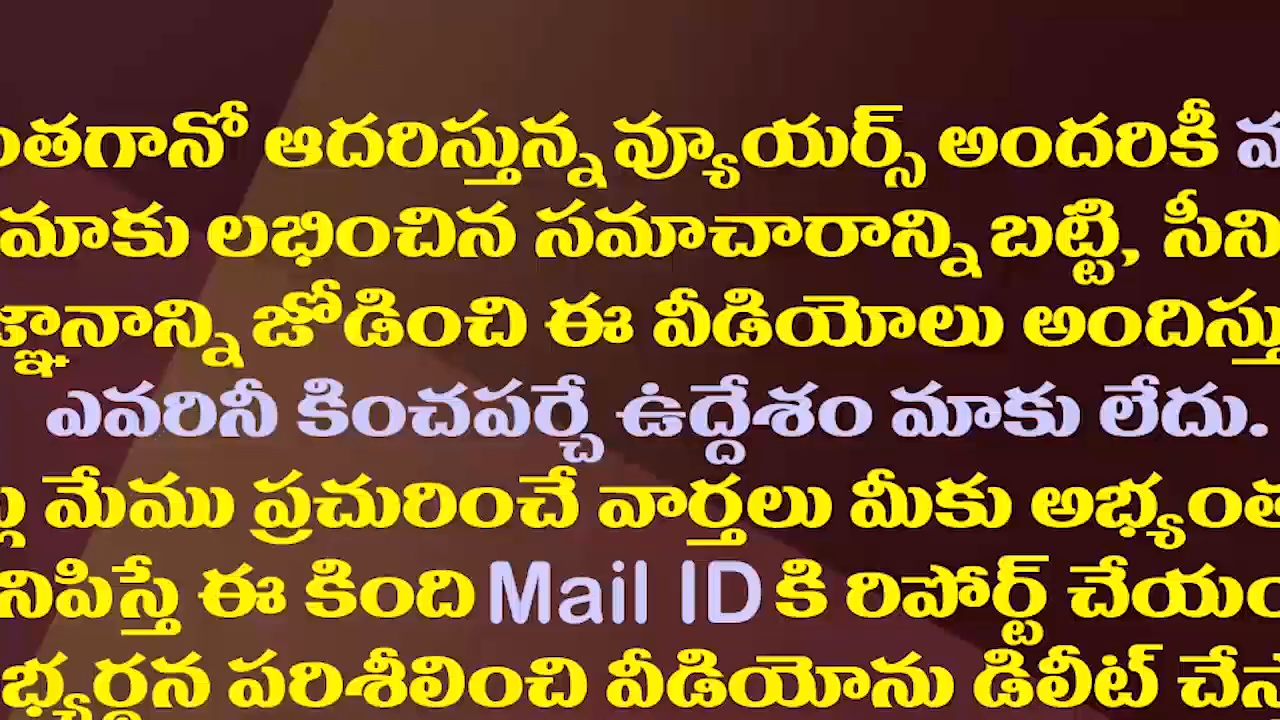 ంతగానో ఆదరిస్తున్న వ్యూయర్స్ అందరికీ
మాకు లభించిన సమాచారాన్ని బట్టి, సీని
జ్ఞానాన్ని జోడించి ఈ వీడియోలు అందిస్తు
ఎవరినీ కించపర్చే ఉద్దేశం మాకు లేదు.
మేము ప్రచురించే వార్తలు మీకు అభ్యంత
నిపిస్తే ఈ కింది Mail ID కి రిపోర్ట్ చేయం
భ్యర్థన పరిశీలించి వీడియోను డిలీట్ చేస